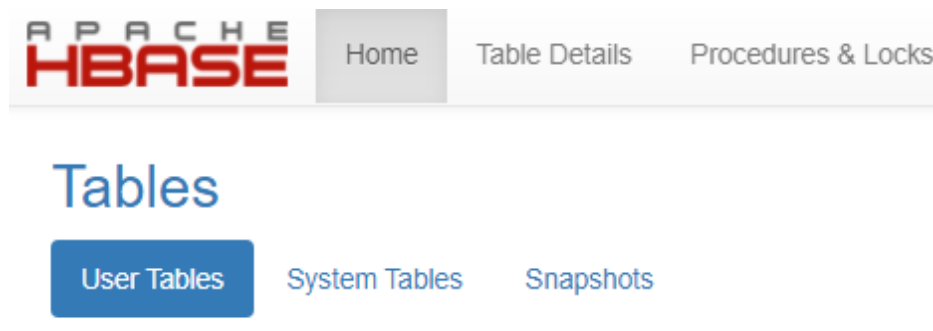 APACHE
HBASE Home Table Details Procedures & Locks
Tables
User Tables System Tables Snapshots